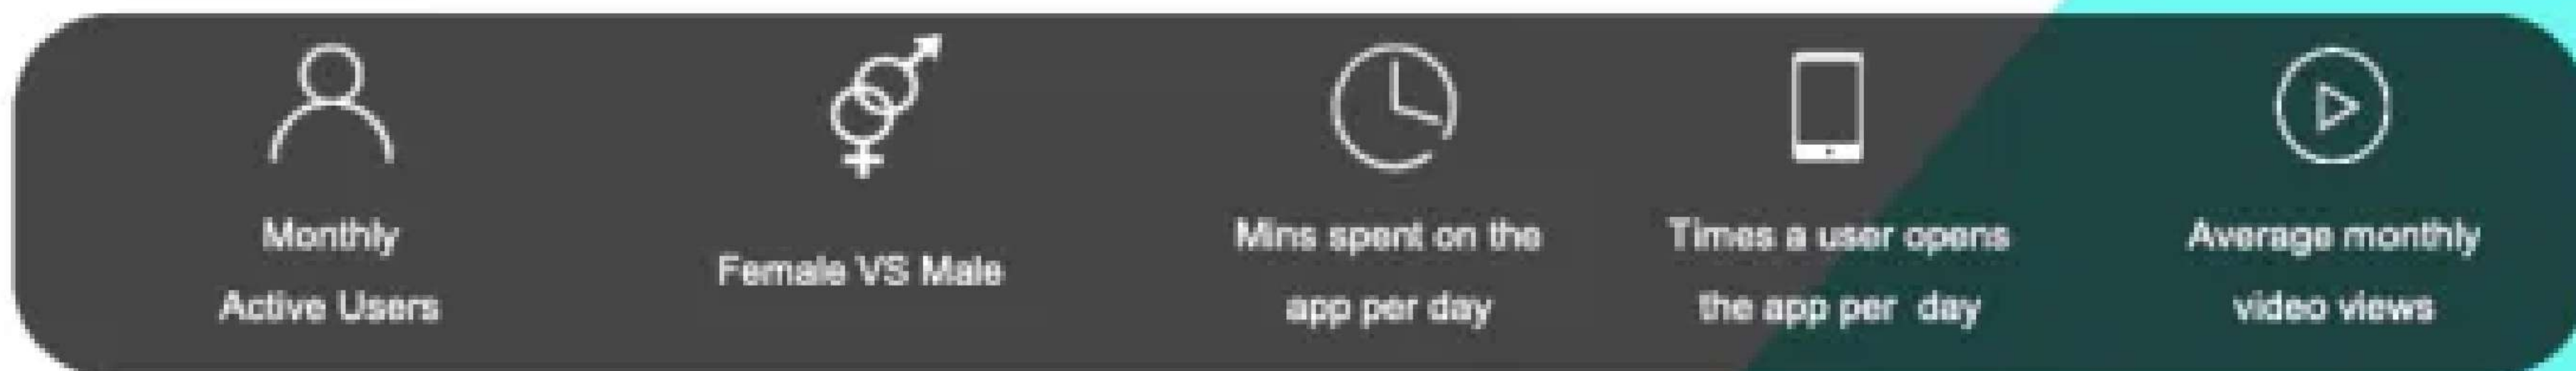 Monthly
Active Users
Female VS Male
Mins spent on the
app per day
Times a user opens
the app per day
Average monthly
video views